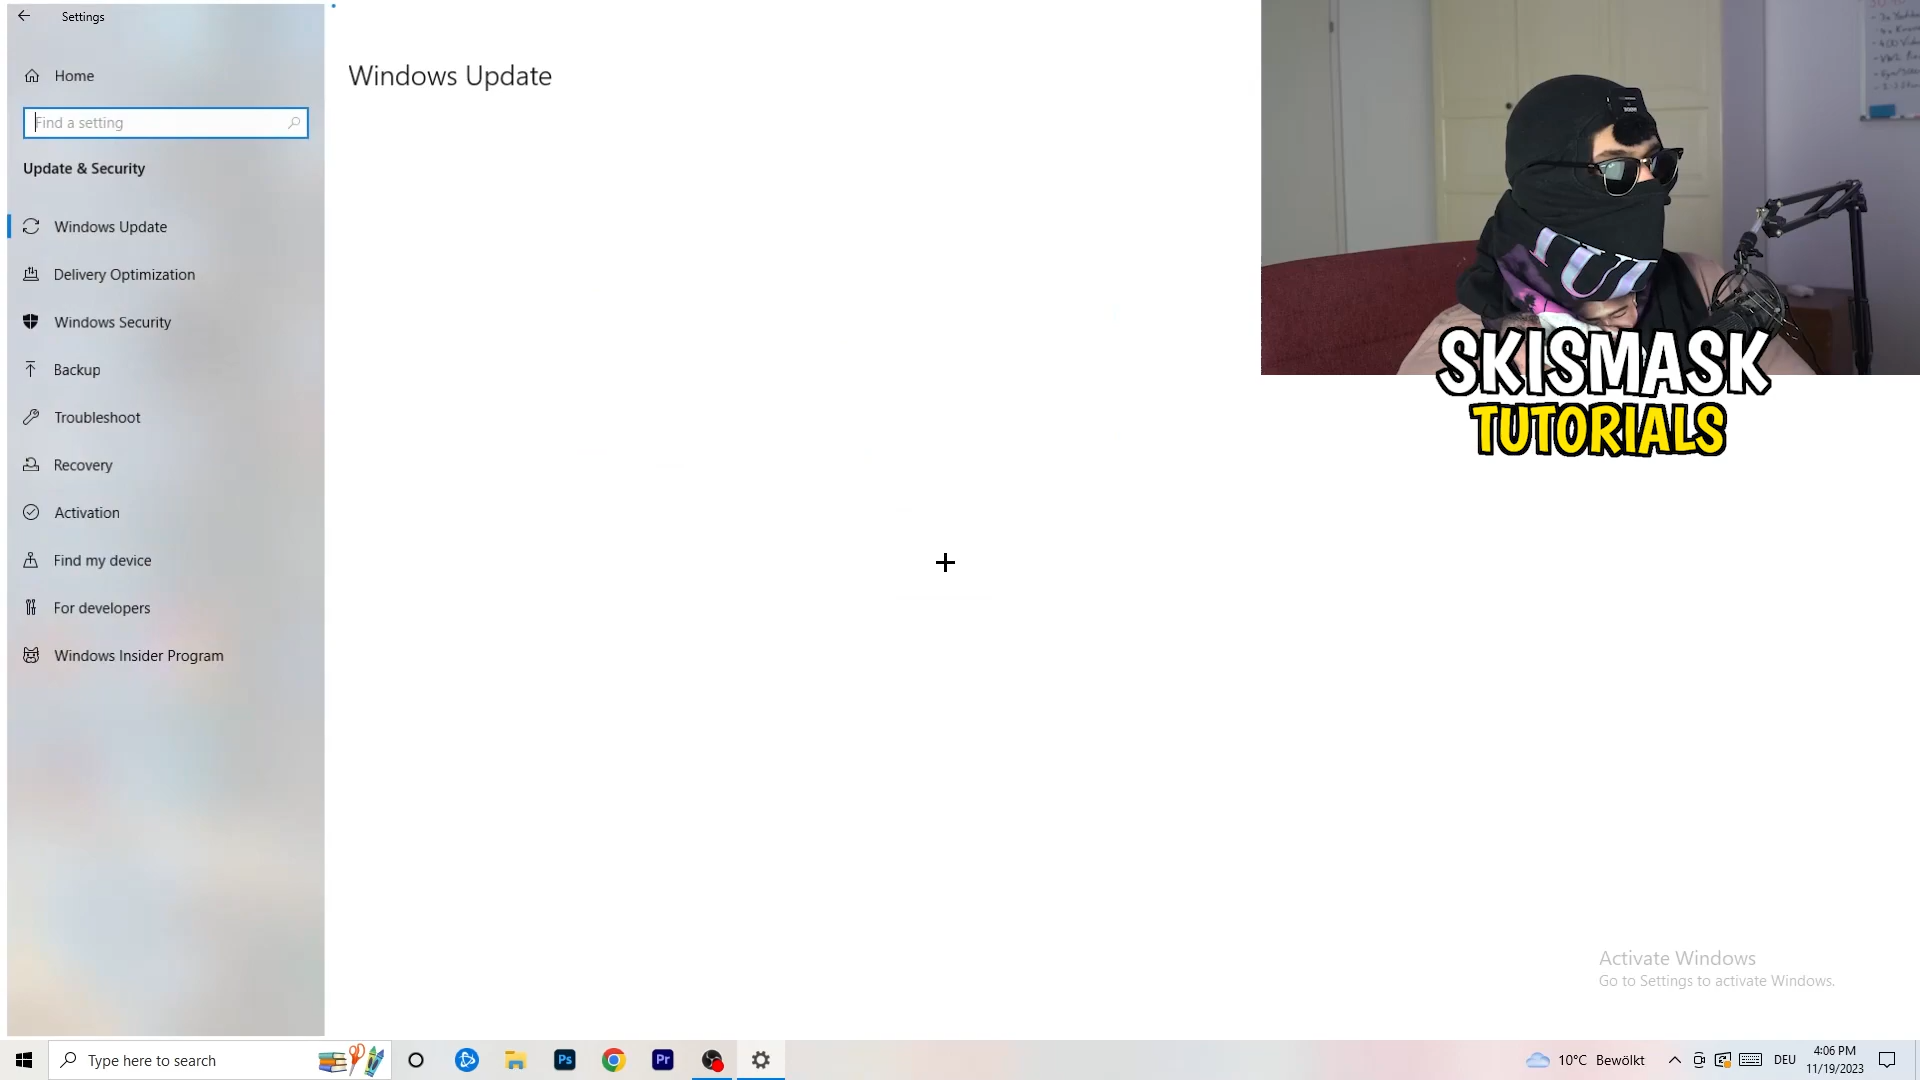 Settings
Home
Find a setting
Update & Security
Windows Update
Delivery Optimization
Windows Security
Backup
Troubleshoot
Recovery
Activation
Find my device
For developers
Windows Insider Program
Windows Update
SKISMASK
TUTORIALS
Activate Windows
Go to Settings to activate Windows.
Type here to search
Ps
Pr
10°C Bewölkt
DEU
4:06 PM
11/19/2023